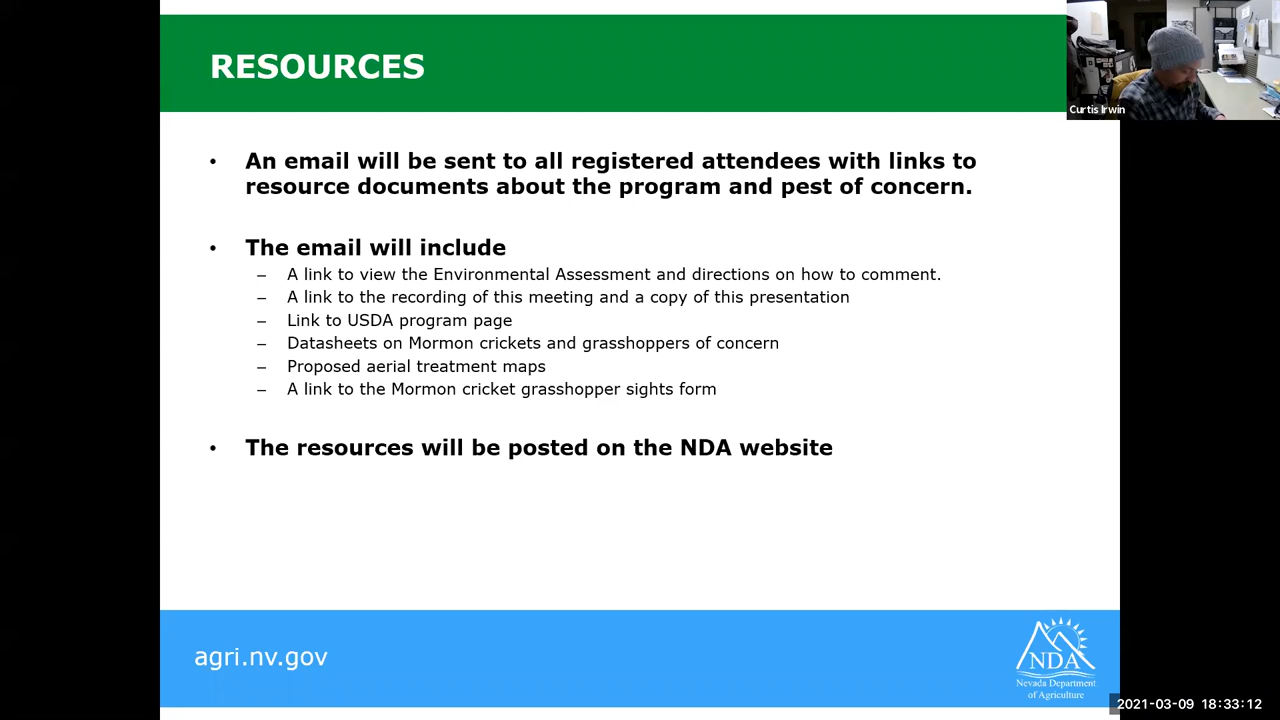 RESOURCES
Curtis Irwin
• An email will be sent to all registered attendees with links to
resource documents about the program and pest of concern.
• The email will include
– A link to view the Environmental Assessment and directions on how to comment.
– A link to the recording of this meeting and a copy of this presentation
– Link to USDA program page
– Datasheets on Mormon crickets and grasshoppers of concern
– Proposed aerial treatment maps
– A link to the Mormon cricket grasshopper sights form
• The resources will be posted on the NDA website
agri.nv.gov
NDA
Nevada Department
of Agriculture
2021-03-09 18:33:12